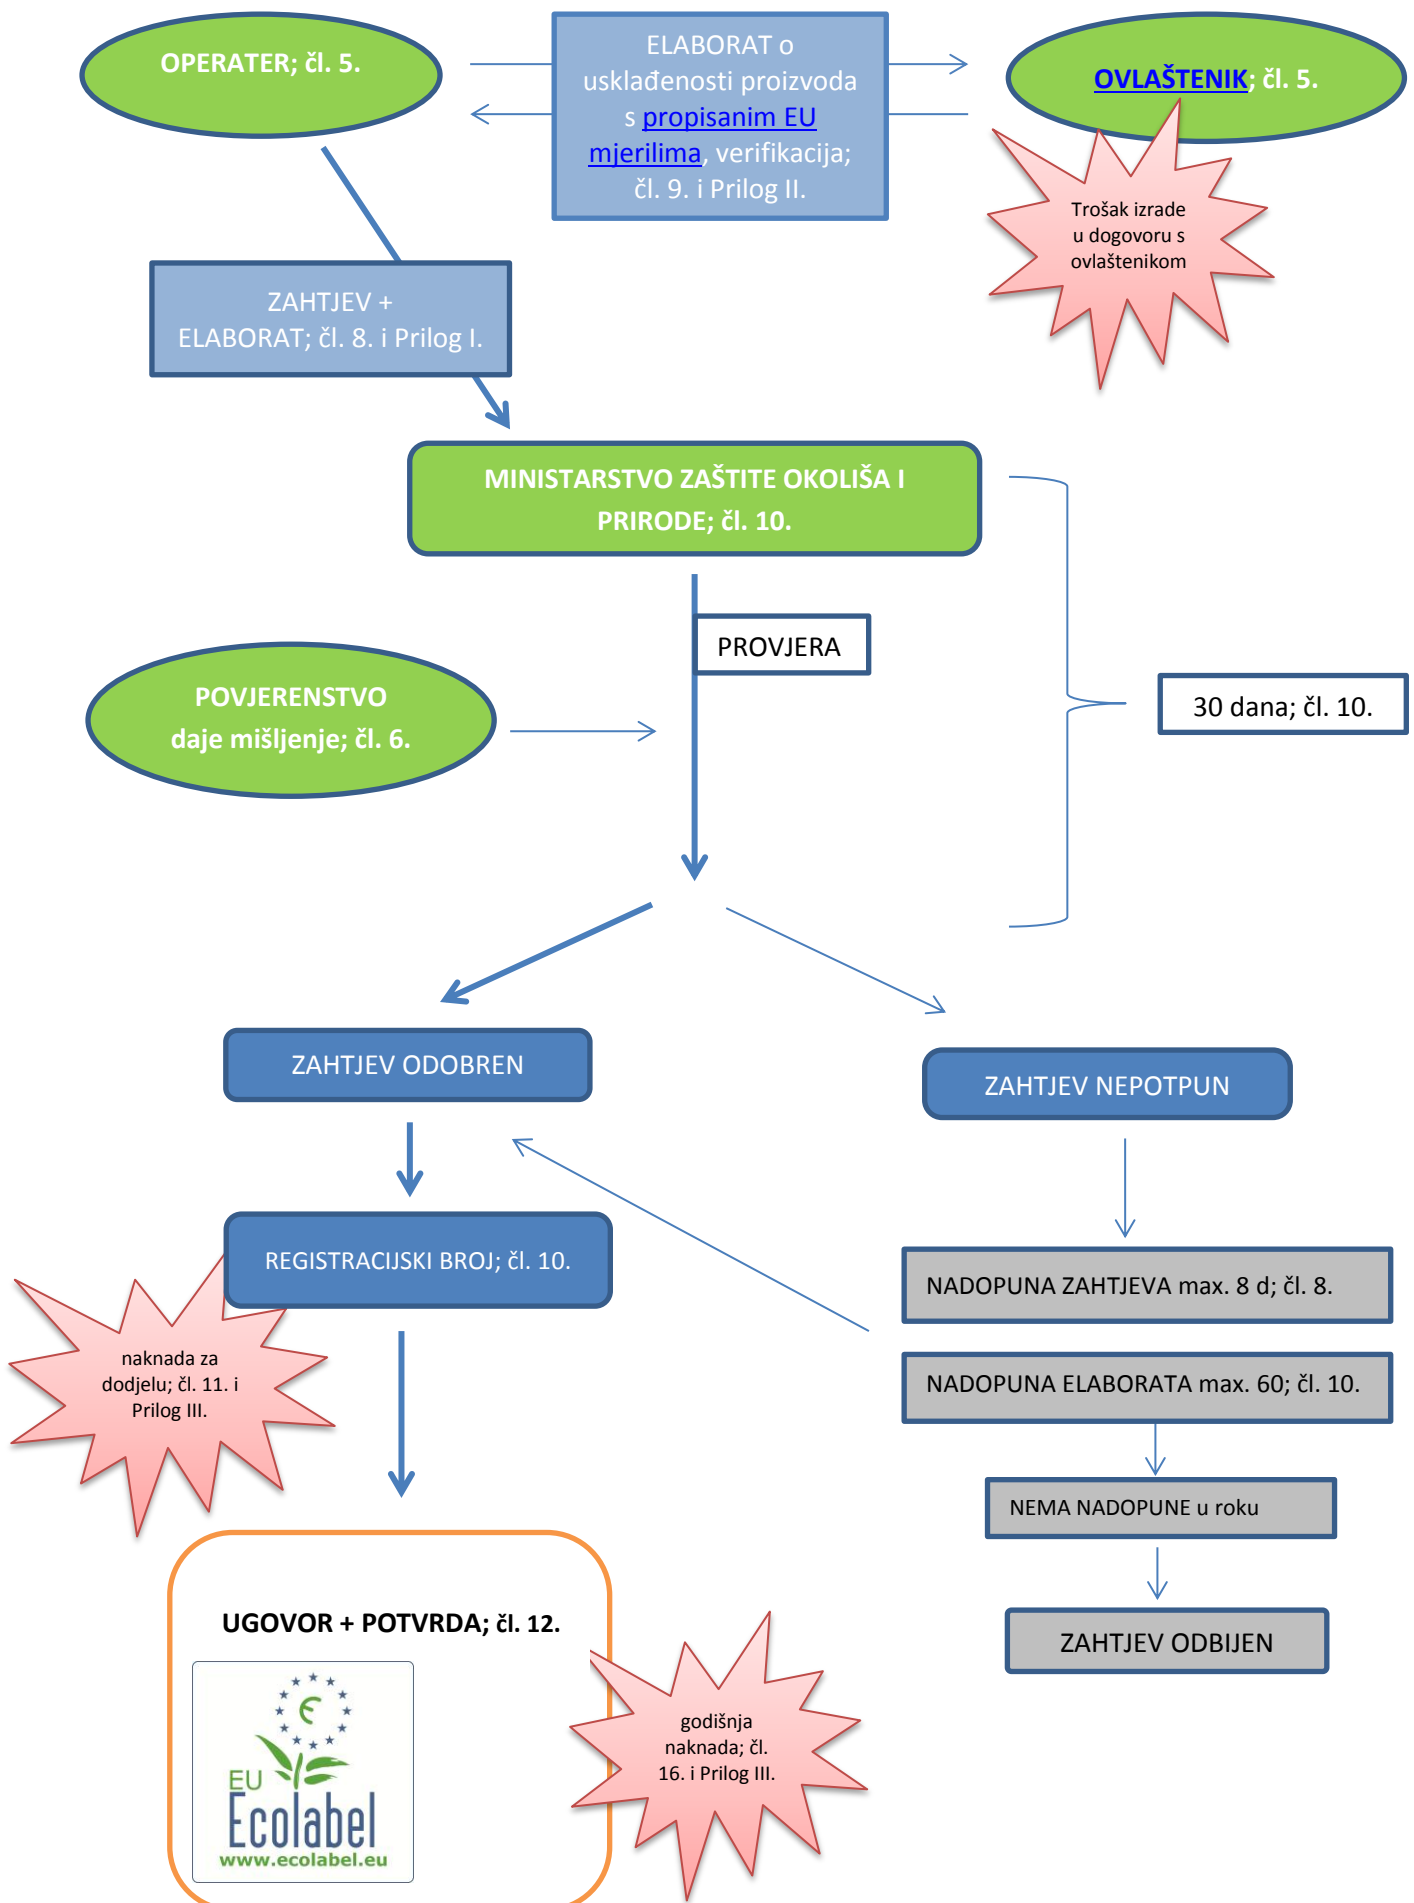 OPERATER; čl. 5.
ELABORAT o
usklađenosti proizvoda
s propisanim EU
mjerilima, verifikacija;
čl. 9. i Prilog II.
OVLAŠTENIK; čl. 5.
Trošak izrade
u dogovoru s
ovlaštenikom
ZAHTJEV +
ELABORAT; čl. 8. i Prilog I.
MINISTARSTVO ZAŠTITE OKOLIŠA I
PRIRODE; čl. 10.
PROVJERA
POVJERENSTVO
daje mišljenje; čl. 6.
30 dana; čl. 10.
ZAHTJEV ODOBREN
ZAHTJEV NEPOTPUN
REGISTRACIJSKI BROJ; čl. 10.
NADOPUNA ZAHTJEVA max. 8 d; čl. 8.
naknada za
dodjelu; čl. 11. i
Prilog III.
NADOPUNA ELABORATA max. 60; čl. 10.
NEMA NADOPUNE u roku
ZAHTJEV ODBIJEN
UGOVOR + POTVRDA; čl. 12.
EU
Ecolabel
www.ecolabel.eu
godišnja
naknada; čl.
16. i Prilog III.